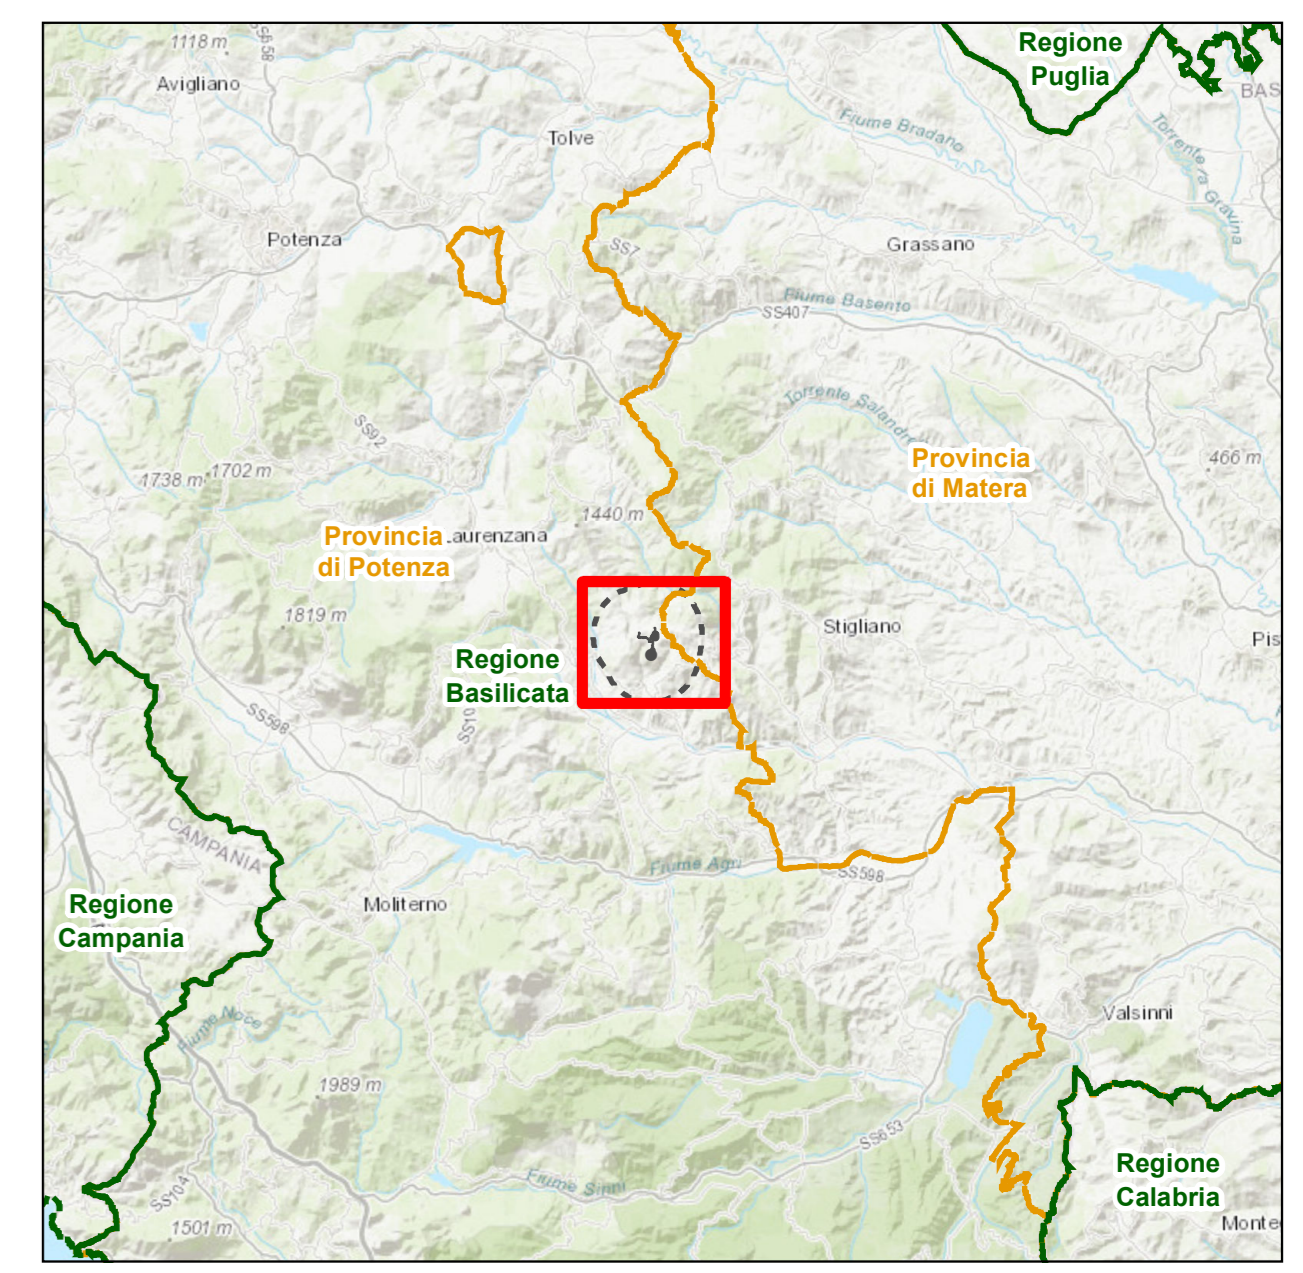 1118 m
SS658
Regione
Puglia
Avigliano
BAS
Fiume Bradano
Torrente
Gravina
Tolve
Potenza
SS7
Grassano
Fiume Basento
SS407
Torrente Salandre
SS92
Provincia
di Matera
466 m
1738 m
1702 m
1440 m
Provincia
di Potenza
aurenzana
1819 m
Stigliano
Pis
Regione
Basilicata
SS598
SS10
CAMPANIA
Fiume Agri
SS598
Regione
Campania
Moliterno
Fiume Noce
Valsinni
1989 m
SS653
Regione
Calabria
Fiume Sinni
SS104
1501 m
Monte